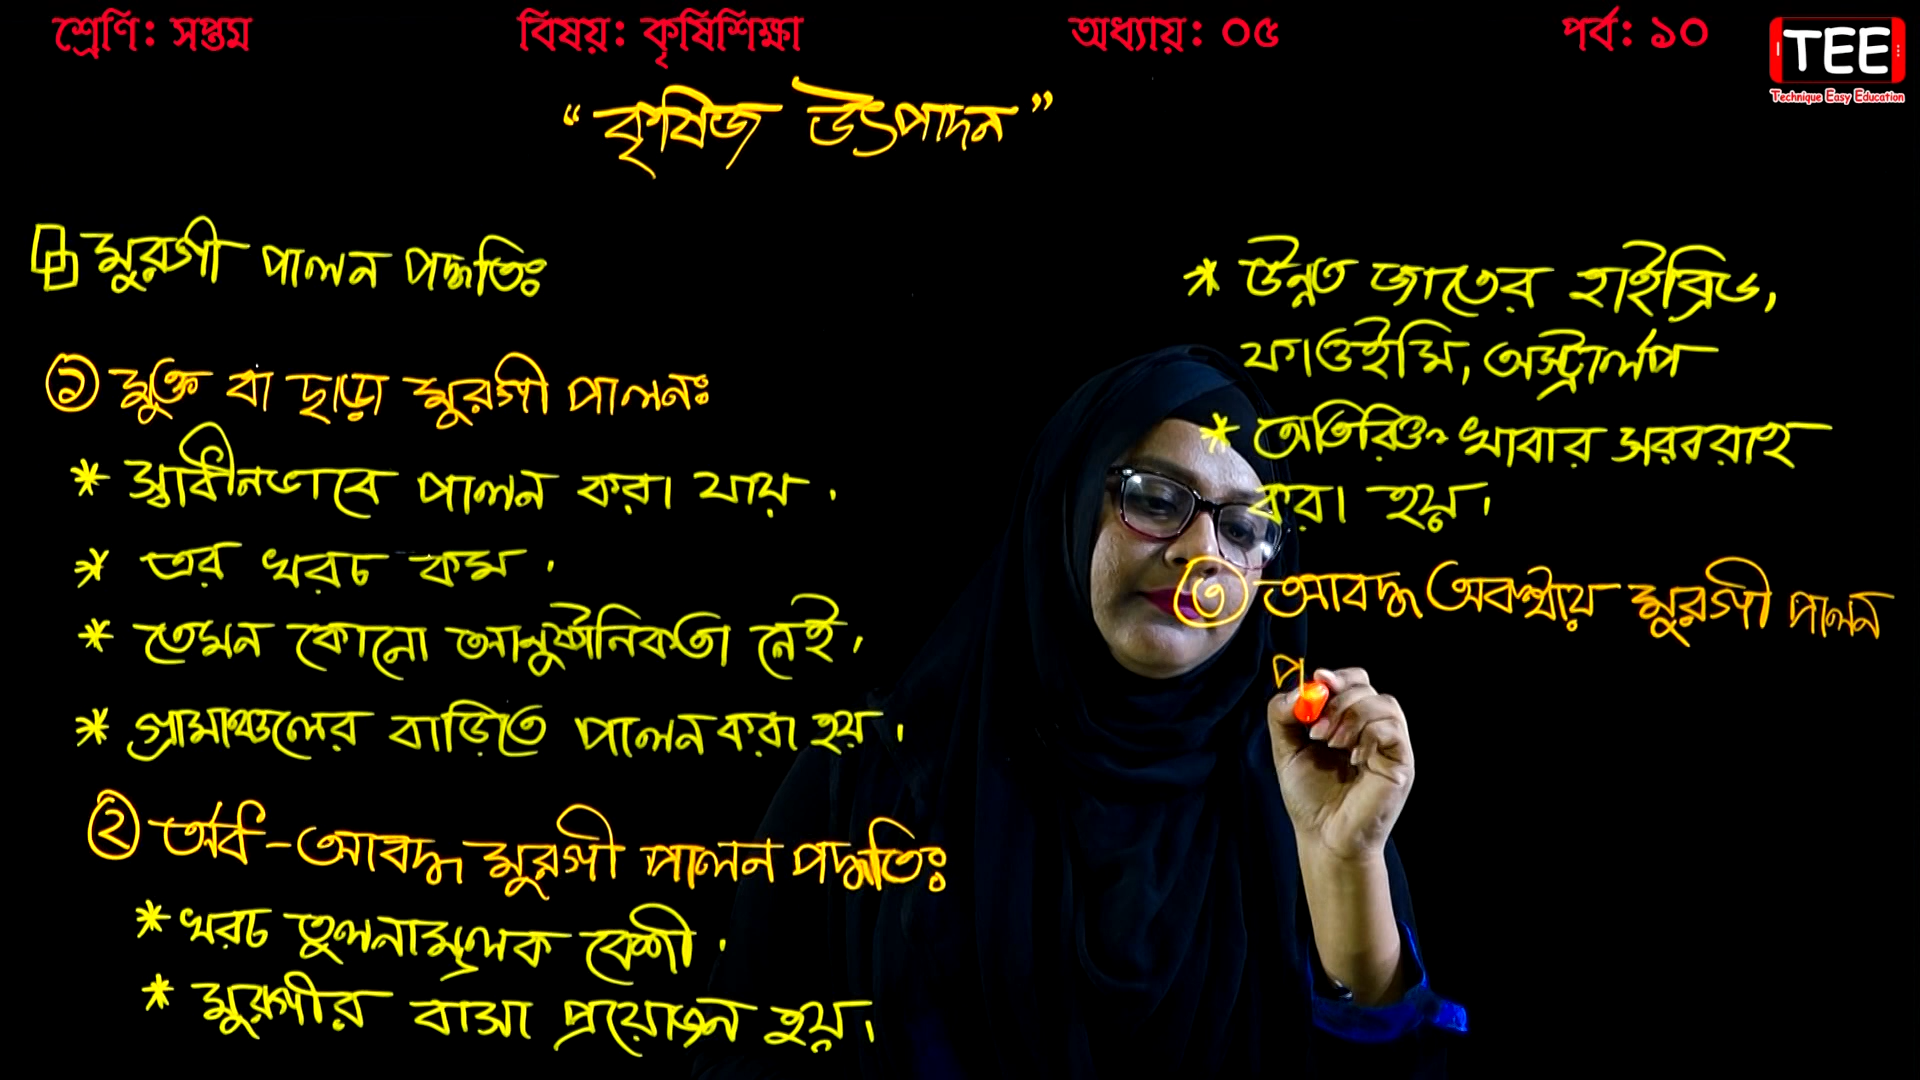 শ্রেণি: সপ্তম
বিষয়: কৃষিশিক্ষা
অধ্যায়: ০৫
পর্ব: ১০
TEE
Technique Easy Education
“কৃষিজ উৎপাদন”
মুরগী পালন পদ্ধতিঃ
১ মুক্ত বা ছাড়া মুরগী পালনঃ
* স্বাধীনভাবে পালন করা যায়।
* এর খরচ কম।
* তেমন কোনো আনুষ্ঠানিকতা নেই।
* গ্রামাঞ্চলের বাড়িতে পালন করা হয়।
২ অর্ধ-আবদ্ধ মুরগী পালন পদ্ধতিঃ
* খরচ তুলনামূলক বেশী।
* মুরগীর বাসা প্রয়োজন হয়।
* উন্নত জাতের হাইব্রিড,
ফাওইমি, অস্ট্রার্লপ
* অতিরিক্ত খাবার সরবরাহ
করা হয়।
৩ আবদ্ধ অবস্থায় মুরগী পালন
প